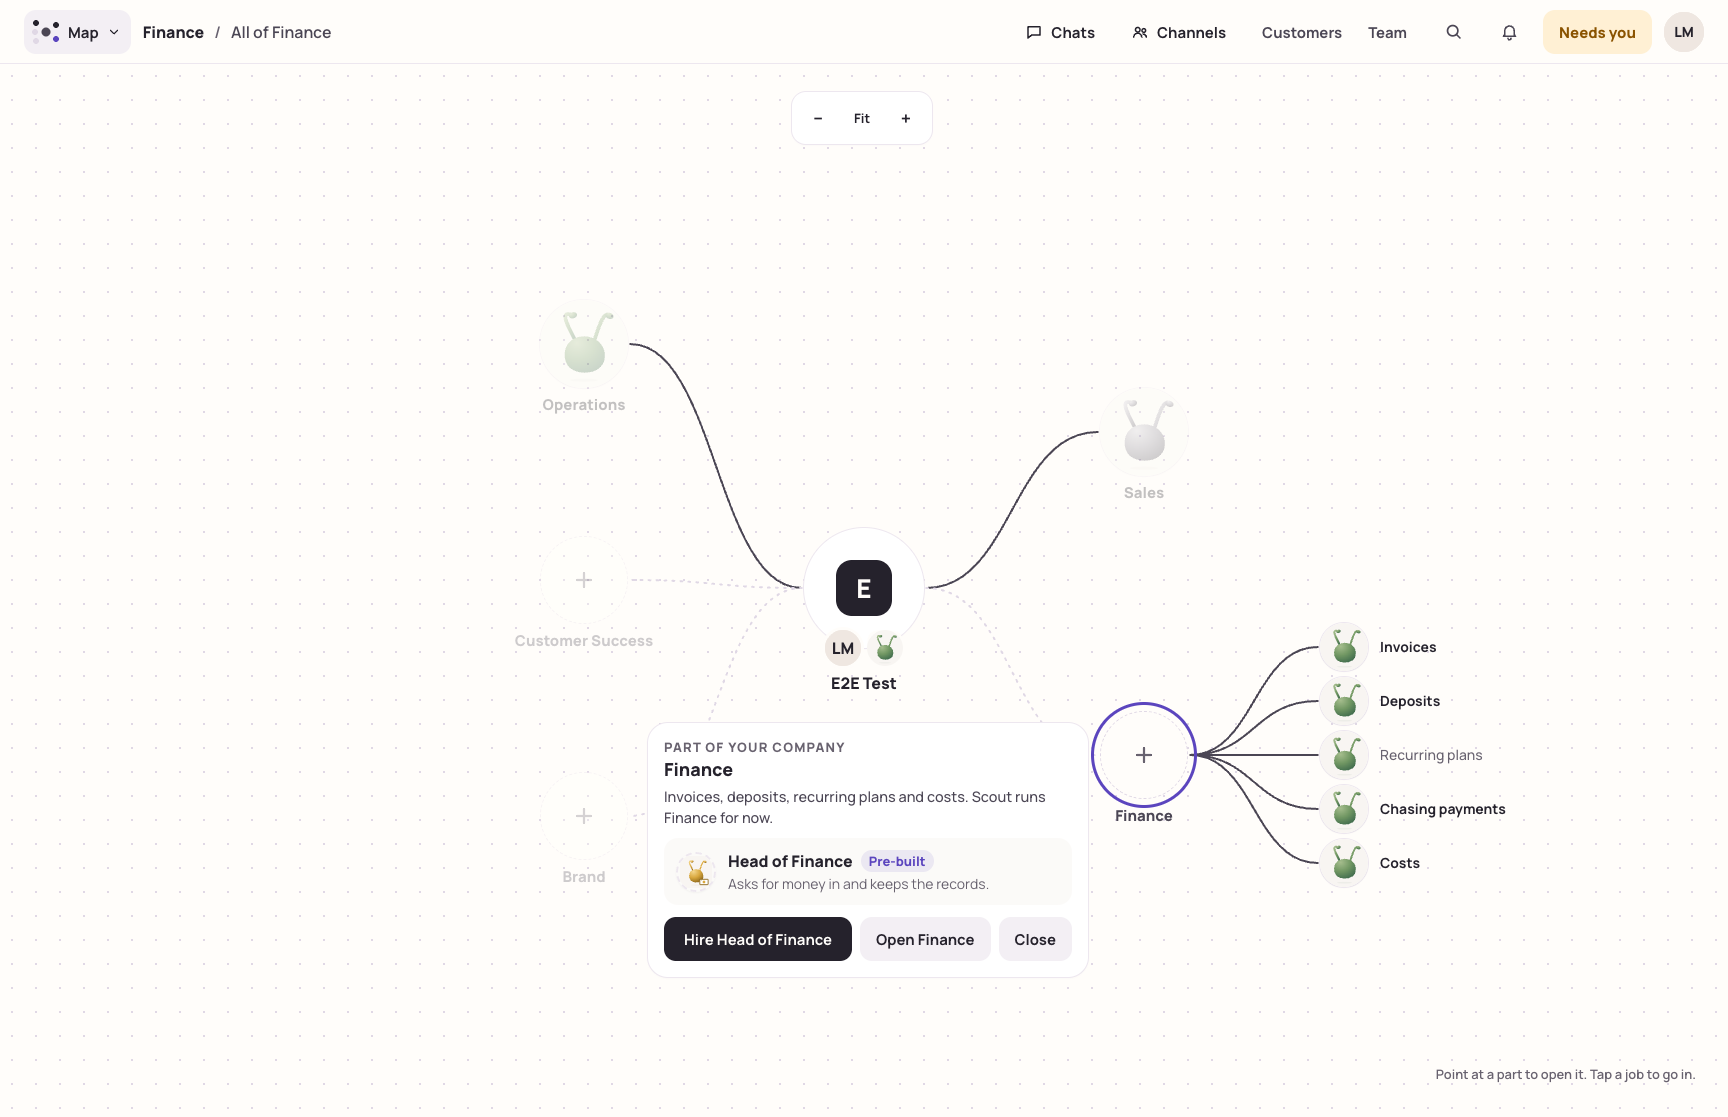 Map
Finance / All of Finance
Chats
Channels
Customers
Team
Needs you
LM
− Fit +
Operations
Sales
Customer Success
E
LM
E2E Test
Brand
PART OF YOUR COMPANY
Finance
Invoices, deposits, recurring plans and costs. Scout runs
Finance for now.
Head of Finance Pre-built
Asks for money in and keeps the records.
Hire Head of Finance
Open Finance
Close
Finance
Invoices
Deposits
Recurring plans
Chasing payments
Costs
Point at a part to open it. Tap a job to go in.